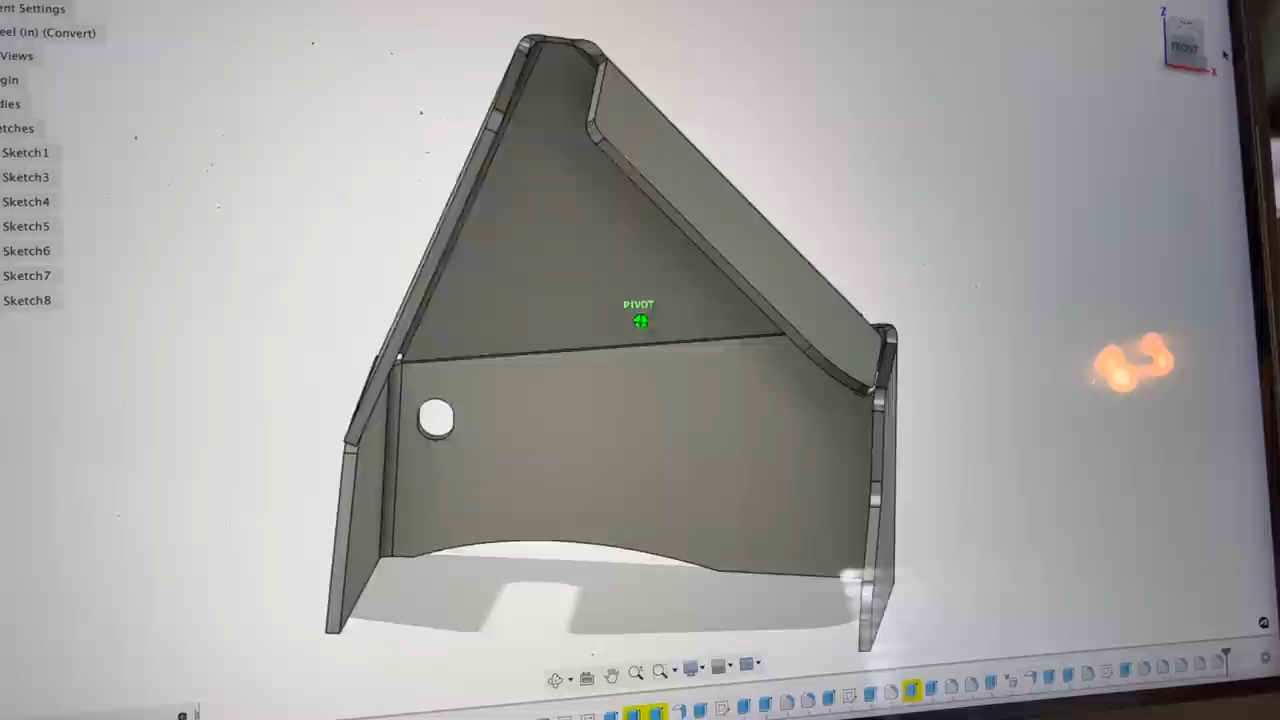 ent Settings
eel (in) (Convert)
Views
gin
dies
etches
Sketch1
Sketch3
Sketch4
Sketch5
Sketch6
Sketch7
Sketch8
PIVOT
Z
FRONT
X